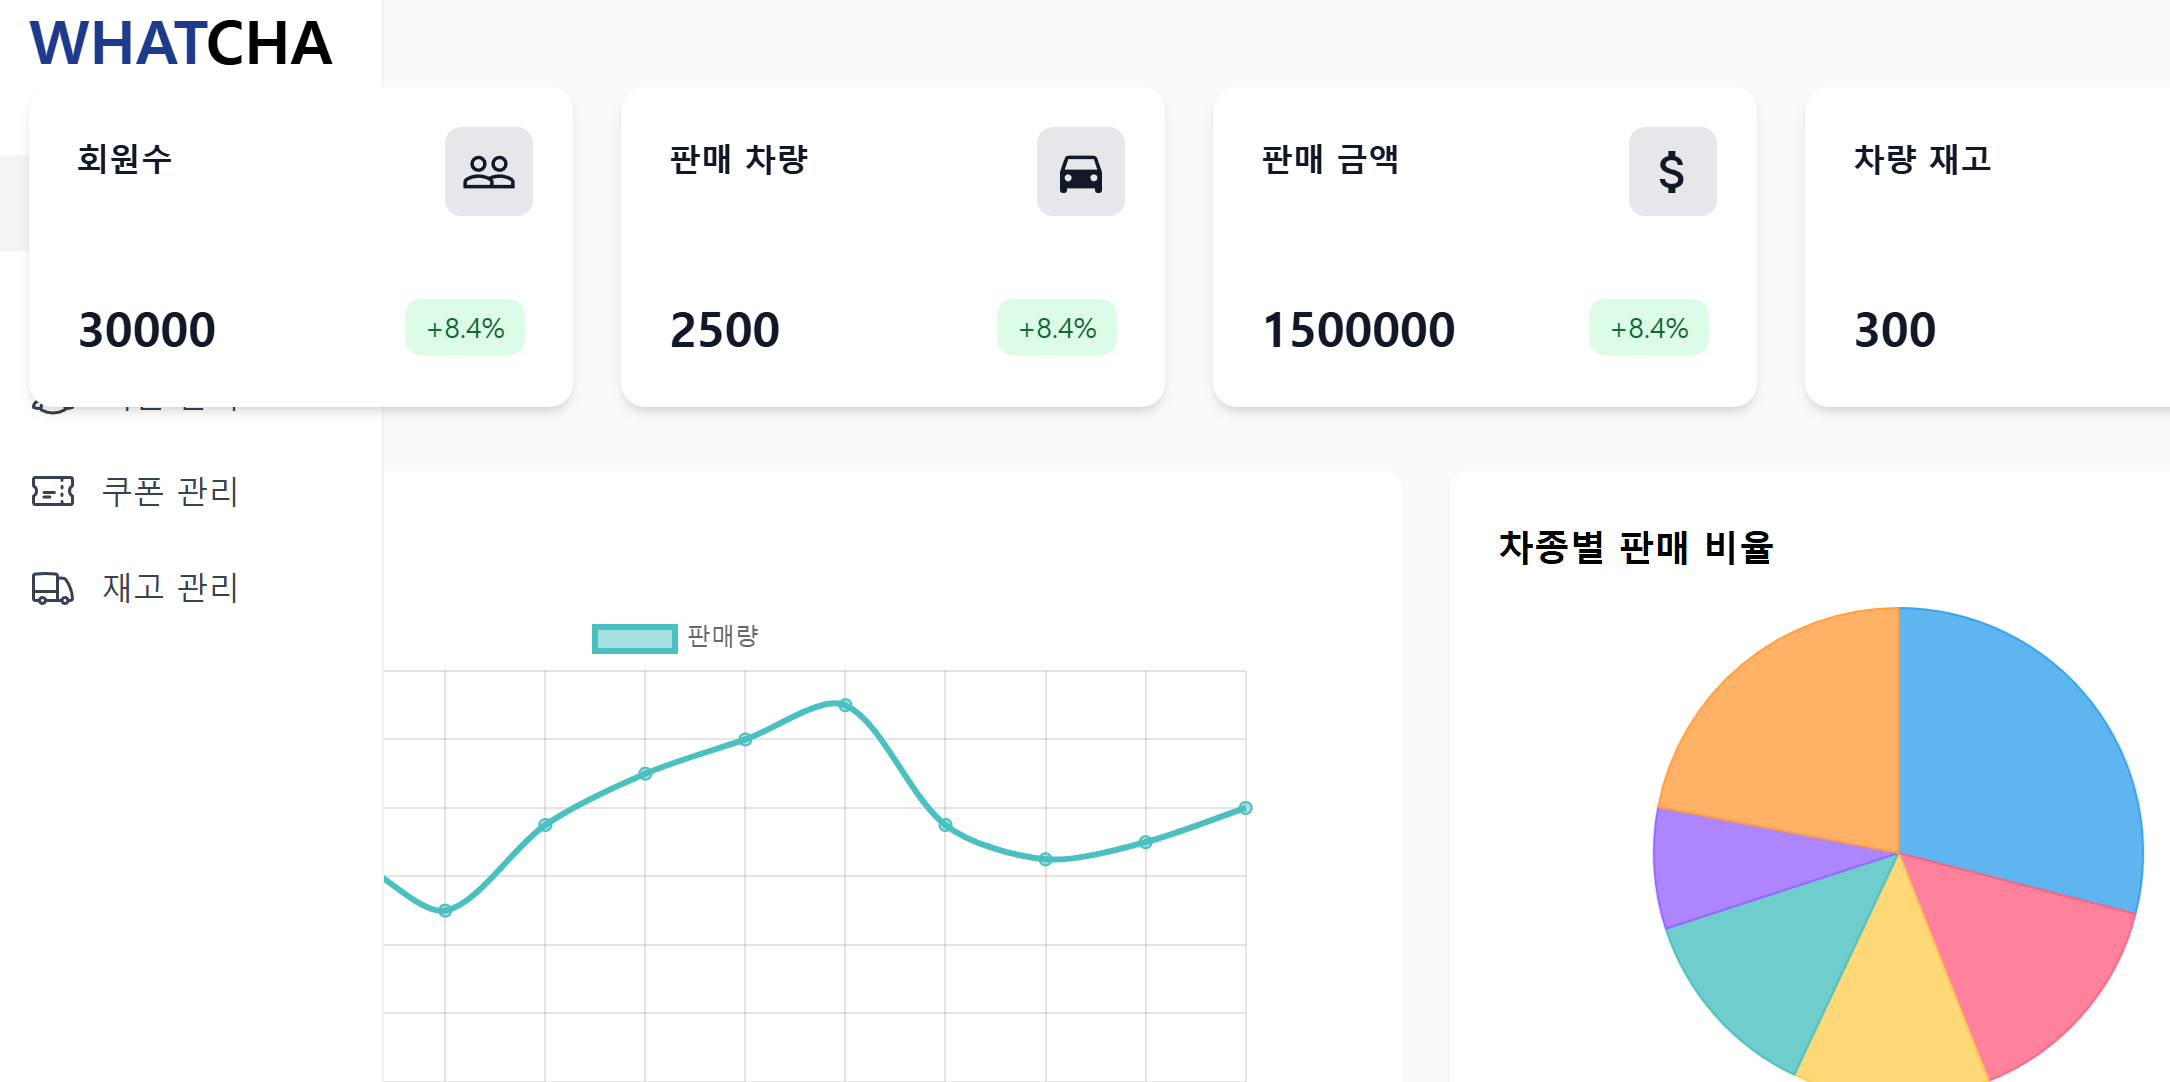 WHATCHA
회원수
판매 차량
판매 금액
차량 재고
30000
+8.4%
2500
+8.4%
1500000
+8.4%
300
쿠폰 관리
재고 관리
판매량
차종별 판매 비율